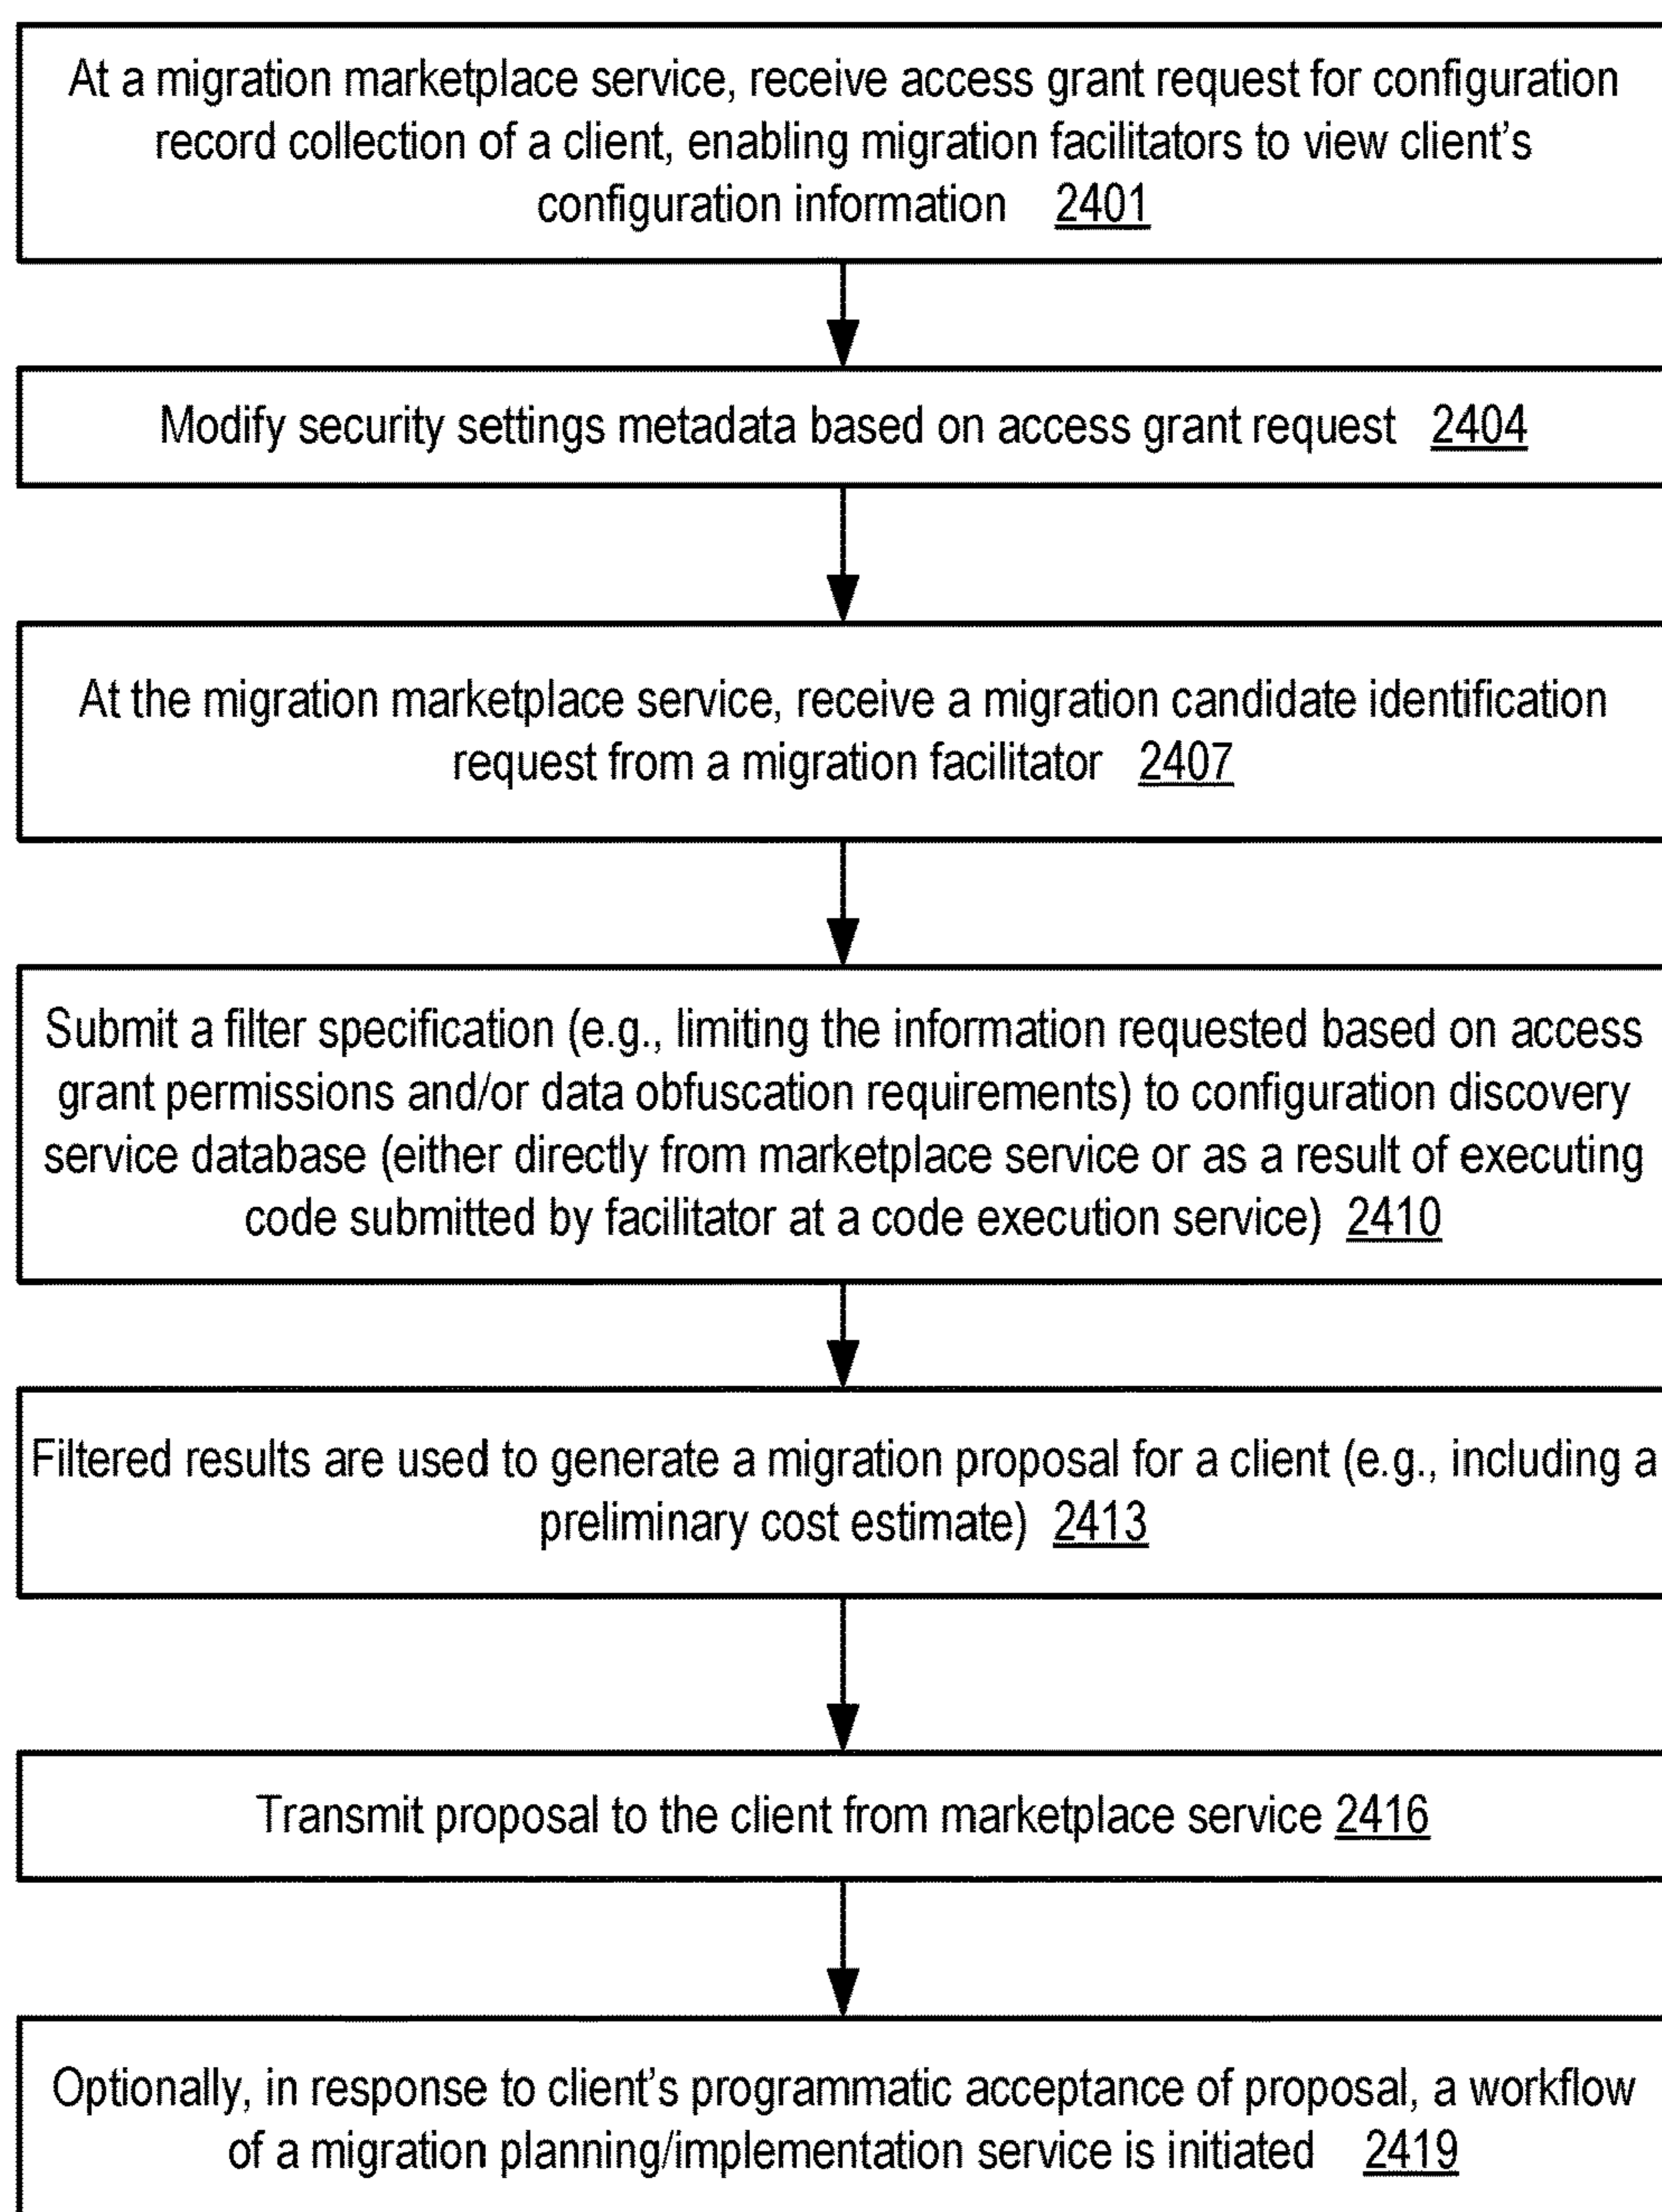 At a migration marketplace service, receive access grant request for configuration
record collection of a client, enabling migration facilitators to view client’s
configuration information 2401
Modify security settings metadata based on access grant request 2404
At the migration marketplace service, receive a migration candidate identification
request from a migration facilitator 2407
Submit a filter specification (e.g., limiting the information requested based on access
grant permissions and/or data obfuscation requirements) to configuration discovery
service database (either directly from marketplace service or as a result of executing
code submitted by facilitator at a code execution service) 2410
Filtered results are used to generate a migration proposal for a client (e.g., including a
preliminary cost estimate) 2413
Transmit proposal to the client from marketplace service 2416
Optionally, in response to client’s programmatic acceptance of proposal, a workflow
of a migration planning/implementation service is initiated 2419